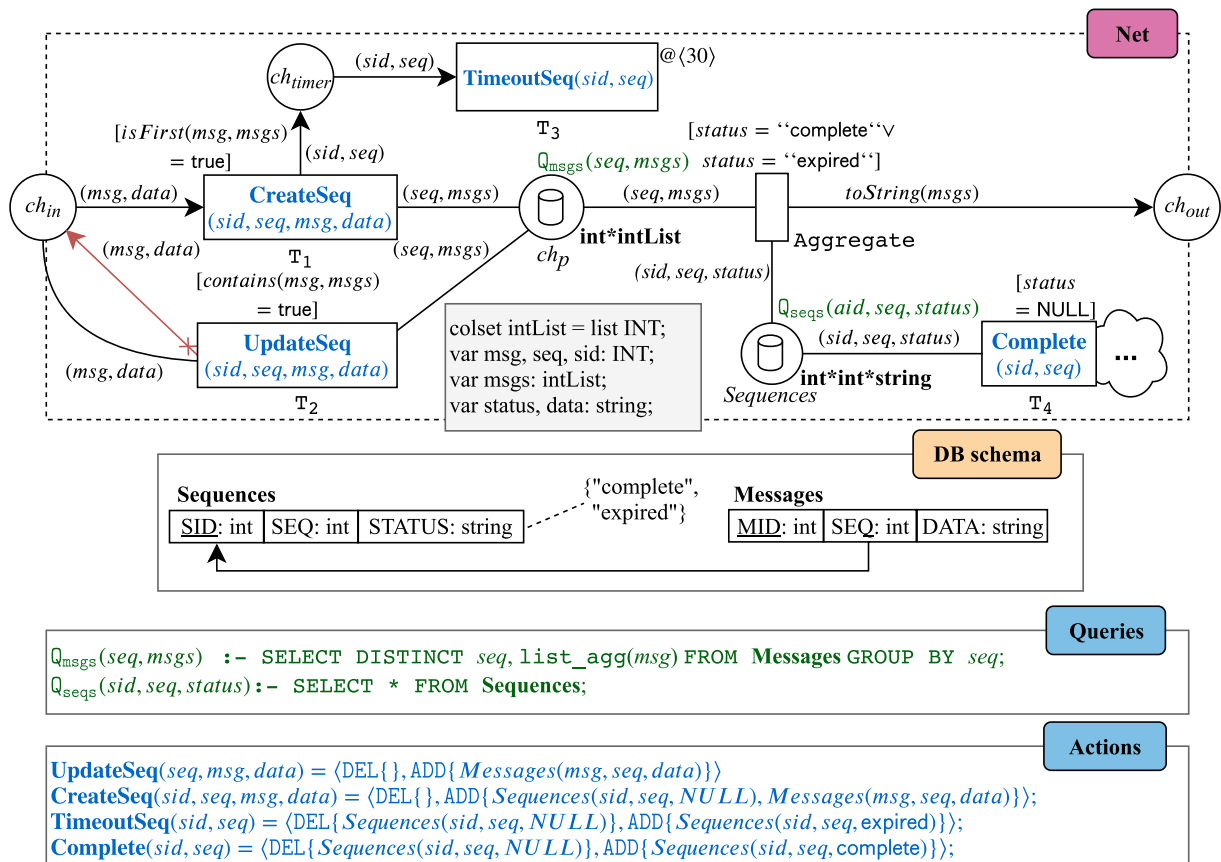 Net
ch_timer
(sid, seq)
TimeoutSeq(sid, seq)
@⟨30⟩
T3
[isFirst(msg, msgs)
= true]
(sid, seq)
[status = ‘‘complete‘‘∨
status = ‘‘expired‘‘]
Q_msgs(seq, msgs)
ch_in
(msg, data)
CreateSeq
(sid, seq, msg, data)
T1
(seq, msgs)
(seq, msgs)
toString(msgs)
ch_out
int*intList
ch_p
Aggregate
(msg, data)
(seq, msgs)
[contains(msg, msgs)
= true]
(sid, seq, status)
UpdateSeq
(sid, seq, msg, data)
T2
(msg, data)
colset intList = list INT;
var msg, seq, sid: INT;
var msgs: intList;
var status, data: string;
Q_seqs(aid, seq, status)
(sid, seq, status)
[status
= NULL]
Complete
(sid, seq)
...
int*int*string
Sequences
T4
DB schema
Sequences
SID: int
SEQ: int
STATUS: string
{"complete",
"expired"}
Messages
MID: int
SEQ: int
DATA: string
Queries
Q_msgs(seq, msgs) :- SELECT DISTINCT seq, list_agg(msg) FROM Messages GROUP BY seq;
Q_seqs(sid, seq, status):- SELECT * FROM Sequences;
Actions
UpdateSeq(seq, msg, data) = ⟨DEL{}, ADD{Messages(msg, seq, data)}⟩
CreateSeq(sid, seq, msg, data) = ⟨DEL{}, ADD{Sequences(sid, seq, NULL), Messages(msg, seq, data)}⟩;
TimeoutSeq(sid, seq) = ⟨DEL{Sequences(sid, seq, NULL)}, ADD{Sequences(sid, seq, expired)}⟩;
Complete(sid, seq) = ⟨DEL{Sequences(sid, seq, NULL)}, ADD{Sequences(sid, seq, complete)}⟩;